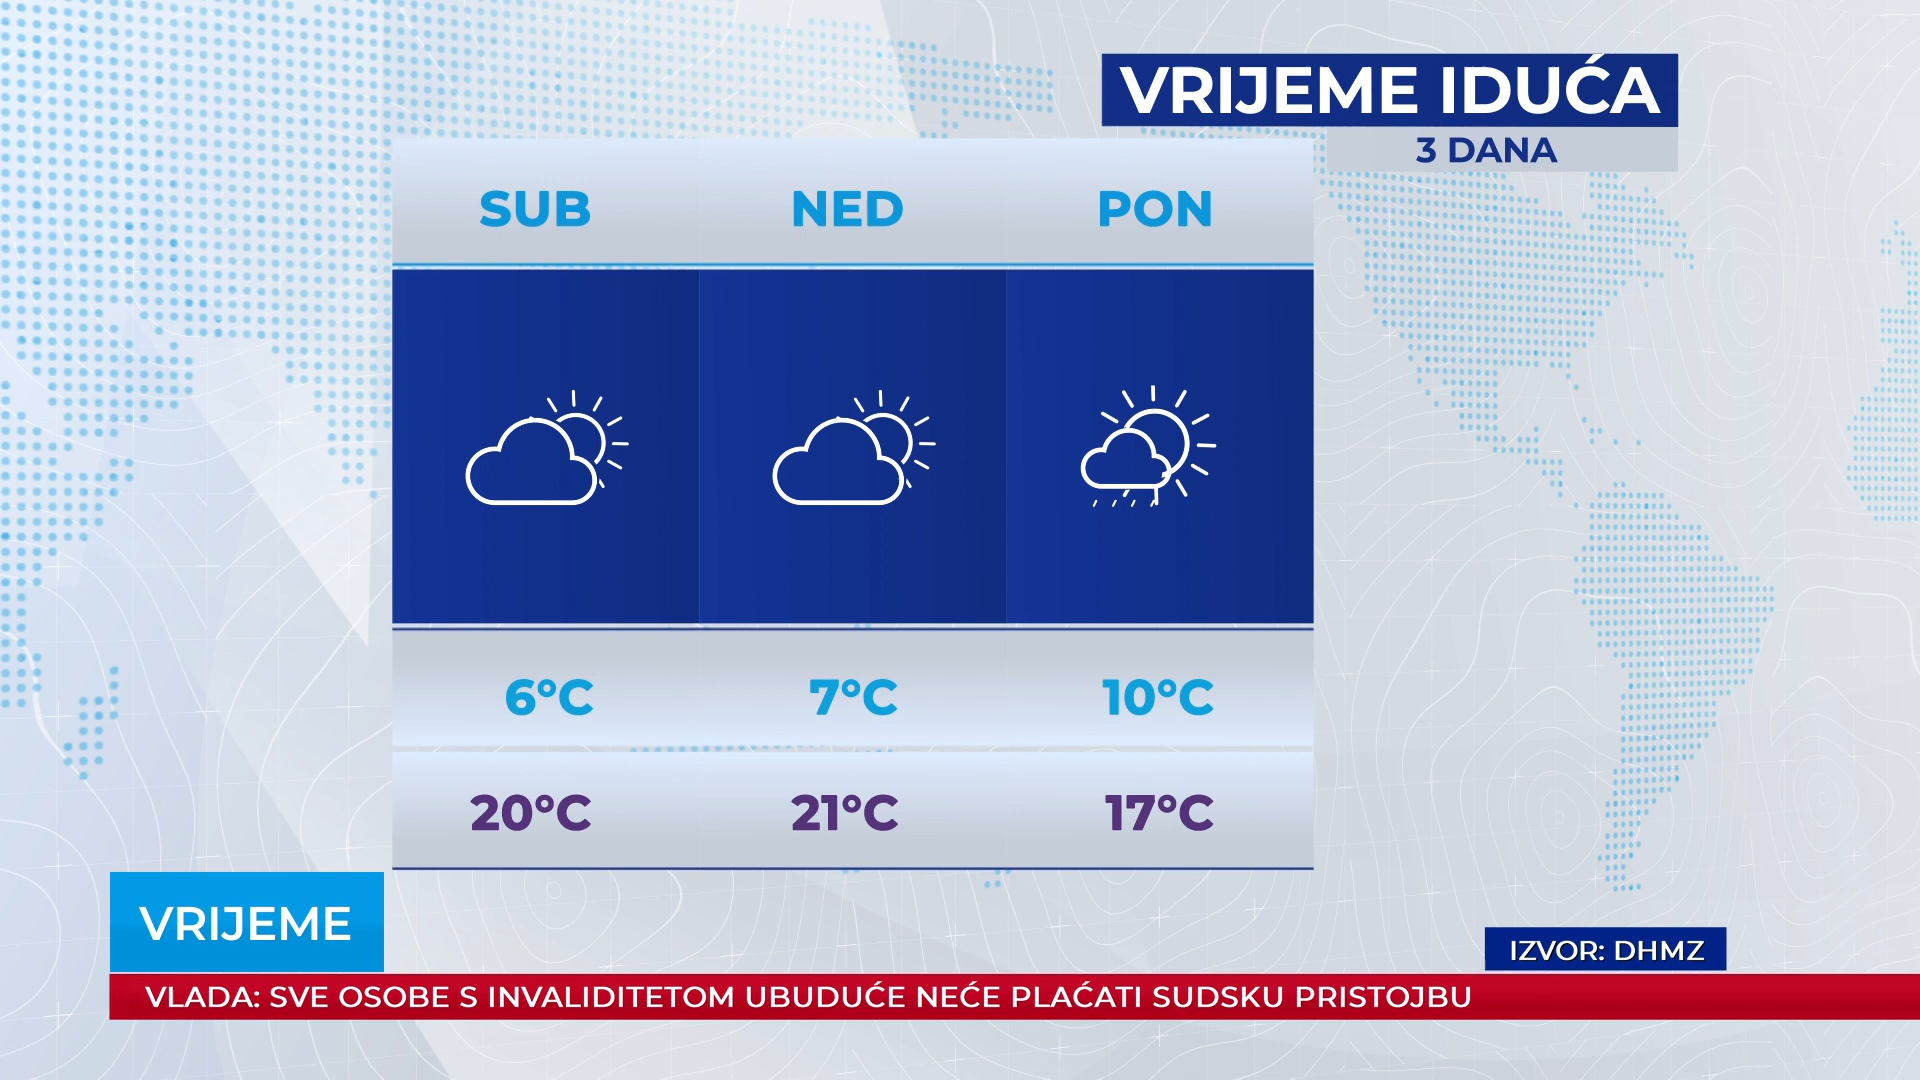 VRIJEME IDUĆA
3 DANA
SUB NED PON
6°C 7°C 10°C
20°C 21°C 17°C
VRIJEME
IZVOR: DHMZ
VLADA: SVE OSOBE S INVALIDITETOM UBUDUĆE NEĆE PLAĆATI SUDSKU PRISTOJBU